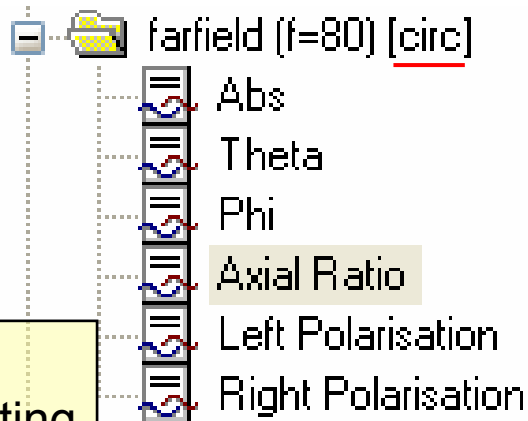 farfield (f=80) [circ]
Abs
Theta
Phi
Axial Ratio
Left Polarisation
Right Polarisation